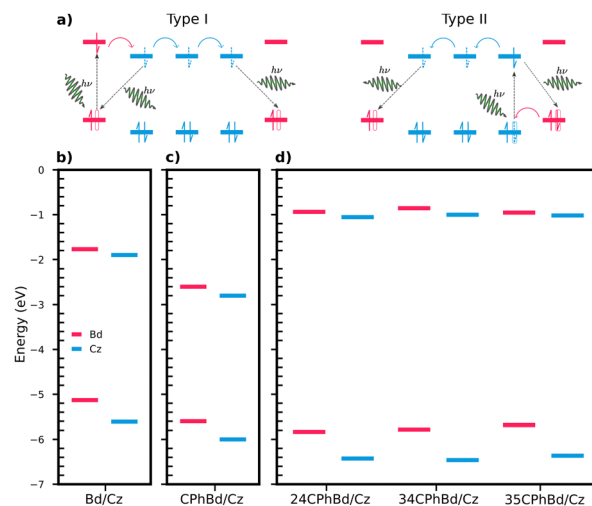 a) Type I Type II
hν hν hν hν hν hν
b) c) d)
0
−1
−2
−3
−4
−5
−6
−7
Energy (eV)
Bd
Cz
Bd/Cz CPhBd/Cz 24CPhBd/Cz 34CPhBd/Cz 35CPhBd/Cz